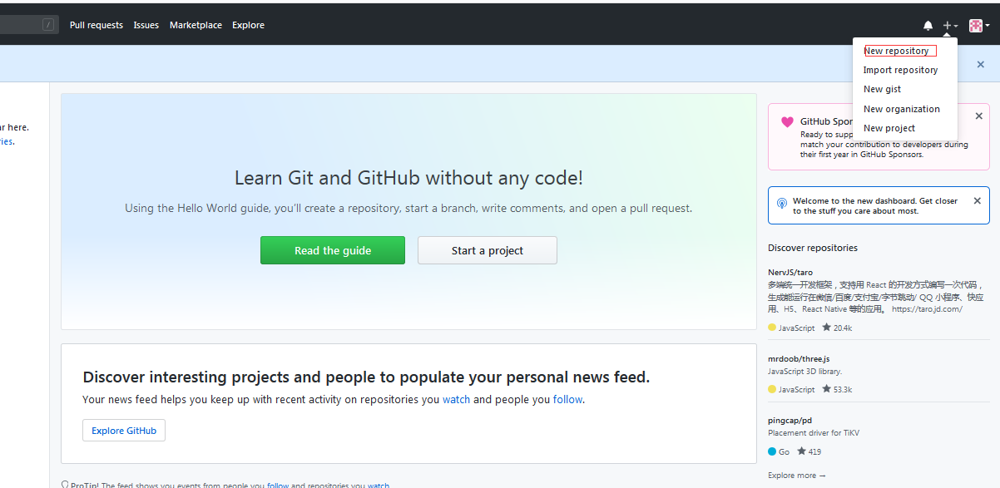 /
Pull requests Issues Marketplace Explore
New repository
Import repository
New gist
New organization
New project
ar here.
ries.
Learn Git and GitHub without any code!
Using the Hello World guide, you'll create a repository, start a branch, write comments, and open a pull request.
Read the guide
Start a project
Discover interesting projects and people to populate your personal news feed.
Your news feed helps you keep up with recent activity on repositories you watch and people you follow.
Explore GitHub
ProTip! The feed shows you events from people you follow and repositories you watch.
GitHub Spon
Ready to supp
match your contribution to developers during
their first year in GitHub Sponsors.
Welcome to the new dashboard. Get closer
to the stuff you care about most.
Discover repositories
NervJS/taro
多端统一开发框架，支持用 React 的开发方式编写一次代码，
生成能运行在微信/百度/支付宝/字节跳动/ QQ 小程序、快应
用、H5、React Native 等的应用。 https://taro.jd.com/
JavaScript 20.4k
mrdoob/three.js
JavaScript 3D library.
JavaScript 53.3k
pingcap/pd
Placement driver for TiKV
Go 419
Explore more →